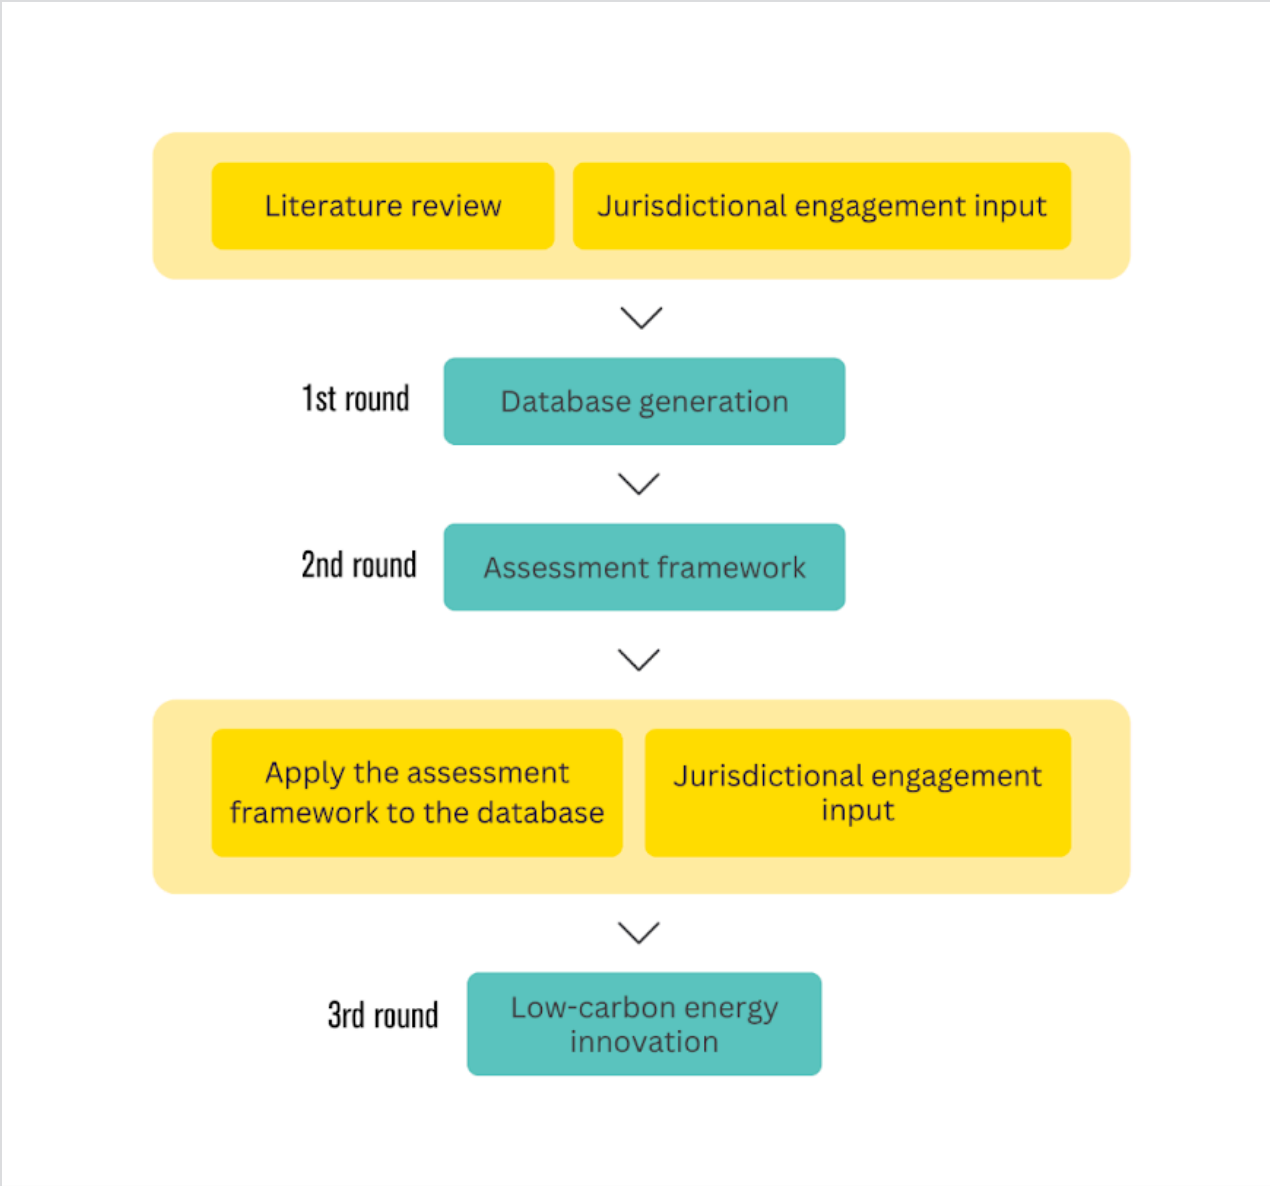 Literature review
Jurisdictional engagement input
1st round
Database generation
2nd round
Assessment framework
Apply the assessment
framework to the database
Jurisdictional engagement
input
3rd round
Low-carbon energy
innovation